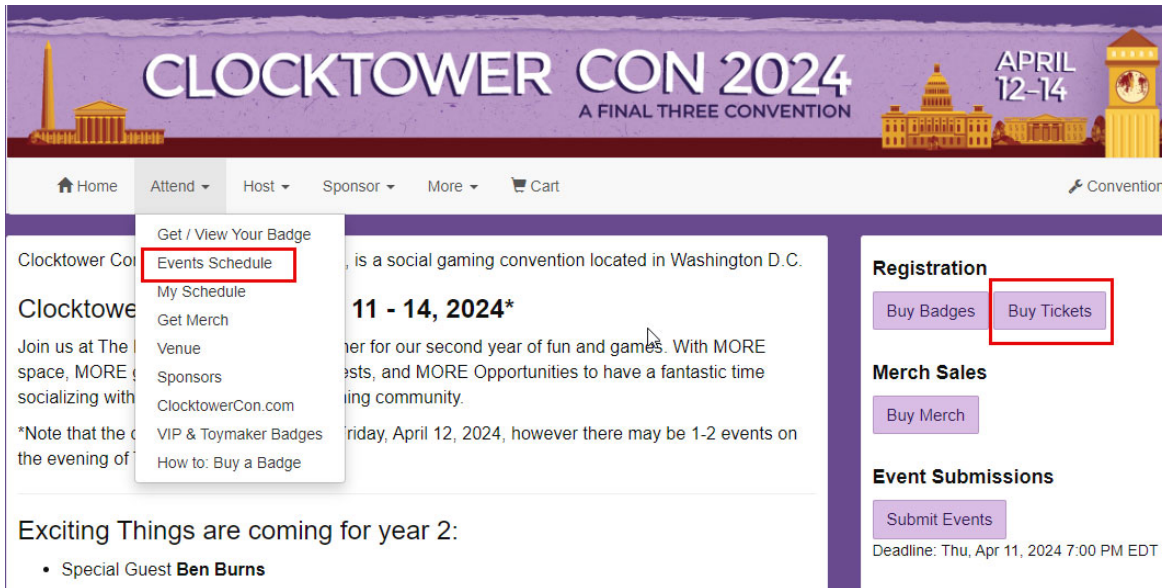 CLOCKTOWER CON 2024
A FINAL THREE CONVENTION
APRIL
12-14
Home Attend Host Sponsor More Cart Convention
Get / View Your Badge
Events Schedule
My Schedule
Get Merch
Venue
Sponsors
ClocktowerCon.com
VIP & Toymaker Badges
How to: Buy a Badge
Clocktower Co , is a social gaming convention located in Washington D.C.
Clocktowe 11 - 14, 2024*
Join us at The her for our second year of fun and games. With MORE
space, MORE ests, and MORE Opportunities to have a fantastic time
socializing with ing community.
*Note that the riday, April 12, 2024, however there may be 1-2 events on
the evening of
Exciting Things are coming for year 2:
• Special Guest Ben Burns
Registration
Buy Badges Buy Tickets
Merch Sales
Buy Merch
Event Submissions
Submit Events
Deadline: Thu, Apr 11, 2024 7:00 PM EDT